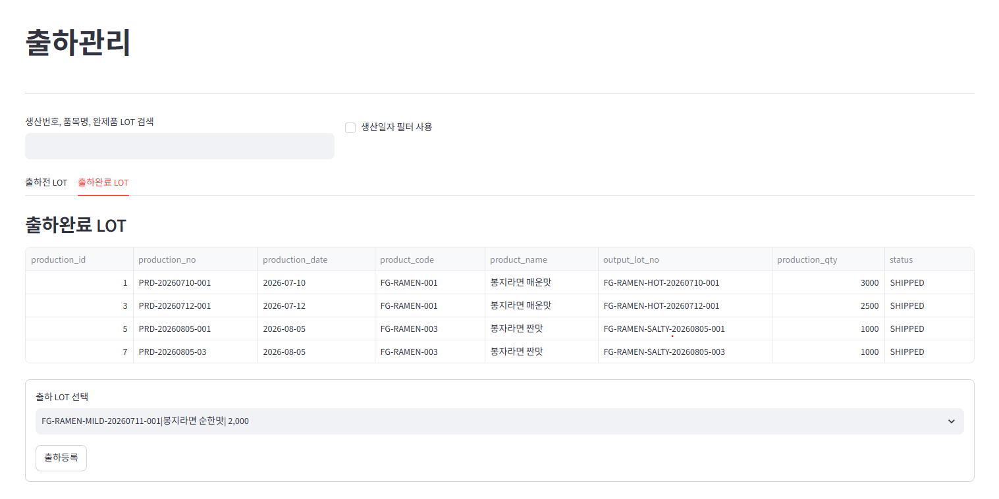 출하관리
생산번호, 품목명, 완제품 LOT 검색
생산일자 필터 사용
출하전 LOT 출하완료 LOT
출하완료 LOT
production_id production_no production_date product_code product_name output_lot_no production_qty status
1 PRD-20260710-001 2026-07-10 FG-RAMEN-001 봉지라면 매운맛 FG-RAMEN-HOT-20260710-001 3000 SHIPPED
3 PRD-20260712-001 2026-07-12 FG-RAMEN-001 봉지라면 매운맛 FG-RAMEN-HOT-20260712-001 2500 SHIPPED
5 PRD-20260805-001 2026-08-05 FG-RAMEN-003 봉자라면 짠맛 FG-RAMEN-SALTY-20260805-001 1000 SHIPPED
7 PRD-20260805-03 2026-08-05 FG-RAMEN-003 봉자라면 짠맛 FG-RAMEN-SALTY-20260805-003 1000 SHIPPED
출하 LOT 선택
FG-RAMEN-MILD-20260711-001|봉지라면 순한맛| 2,000
출하등록